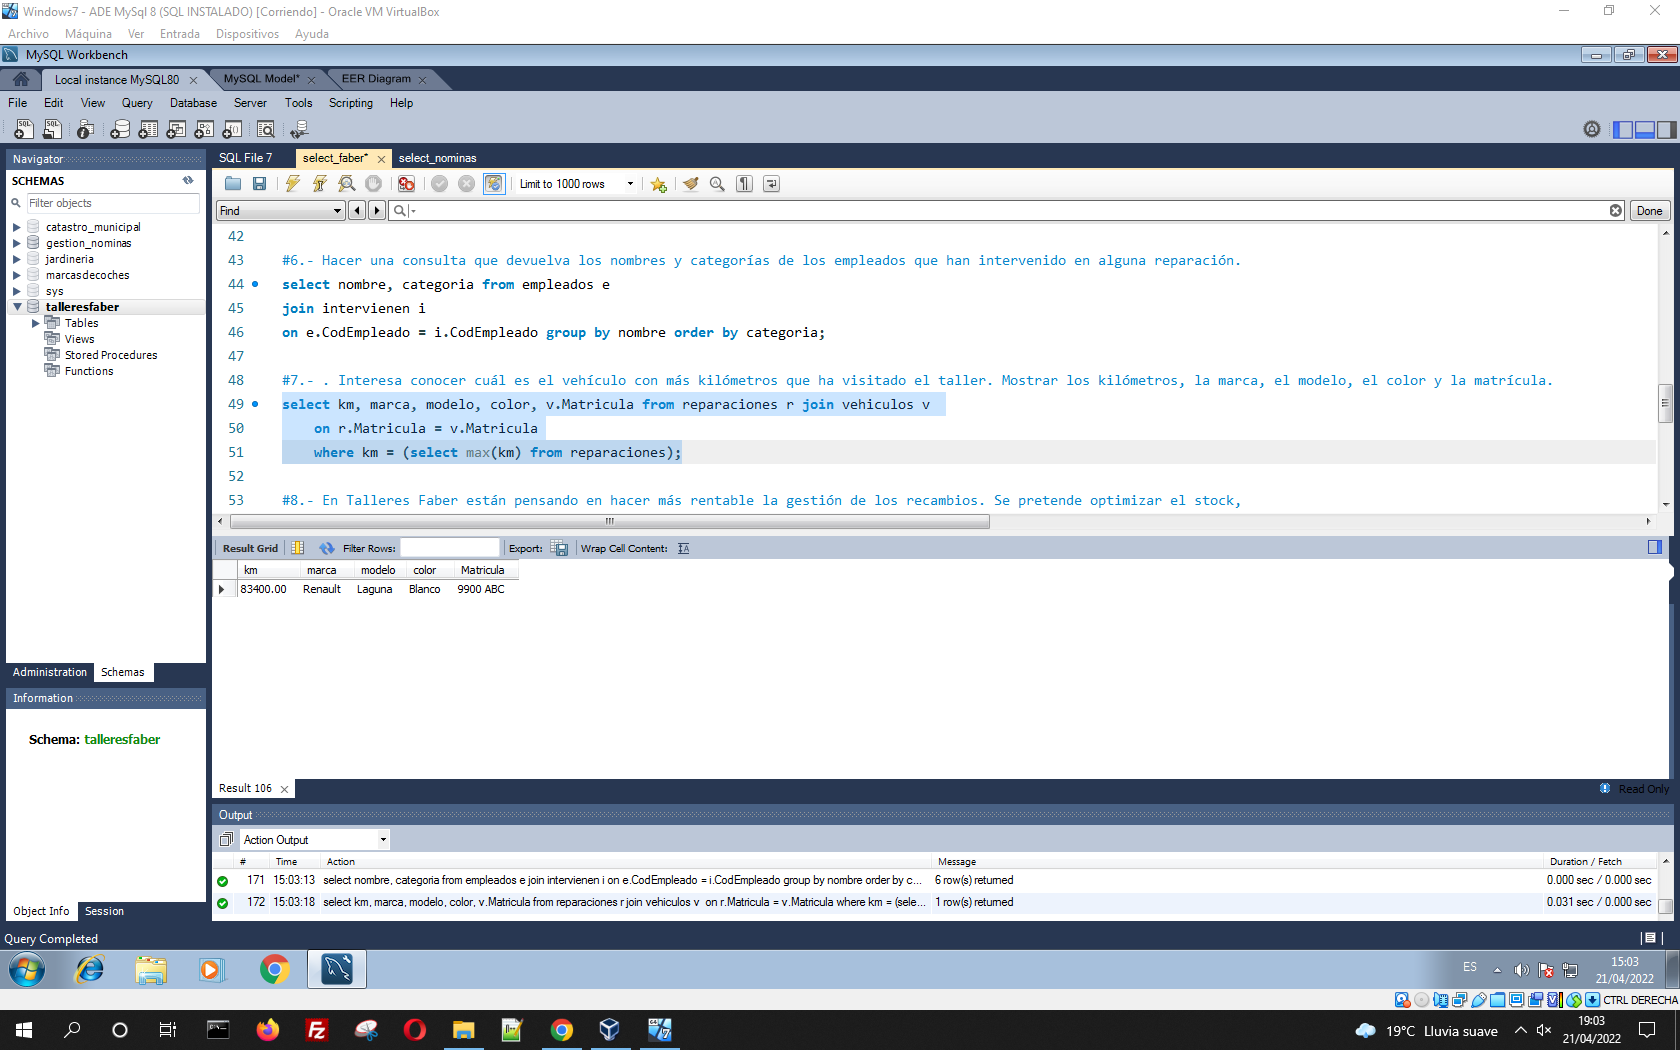 Windows7 - ADE MySql 8 (SQL INSTALADO) [Corriendo] - Oracle VM VirtualBox
Archivo Máquina Ver Entrada Dispositivos Ayuda
MySQL Workbench
Local instance MySQL80 MySQL Model* EER Diagram
File Edit View Query Database Server Tools Scripting Help
Navigator
SCHEMAS
Filter objects
catastro_municipal
gestion_nominas
jardineria
marcasdecoches
sys
talleresfaber
Tables
Views
Stored Procedures
Functions
Administration Schemas
Information
Schema: talleresfaber
Object Info Session
SQL File 7 select_faber* select_nominas
Limit to 1000 rows
Find Done
42
43 #6.- Hacer una consulta que devuelva los nombres y categorías de los empleados que han intervenido en alguna reparación.
44 select nombre, categoria from empleados e
45 join intervienen i
46 on e.CodEmpleado = i.CodEmpleado group by nombre order by categoria;
47
48 #7.- . Interesa conocer cuál es el vehículo con más kilómetros que ha visitado el taller. Mostrar los kilómetros, la marca, el modelo, el color y la matrícula.
49 select km, marca, modelo, color, v.Matricula from reparaciones r join vehiculos v
50 on r.Matricula = v.Matricula
51 where km = (select max(km) from reparaciones);
52
53 #8.- En Talleres Faber están pensando en hacer más rentable la gestión de los recambios. Se pretende optimizar el stock,
Result Grid Filter Rows: Export: Wrap Cell Content:
km marca modelo color Matricula
83400.00 Renault Laguna Blanco 9900 ABC
Result 106 Read Only
Output
Action Output
# Time Action Message Duration / Fetch
171 15:03:13 select nombre, categoria from empleados e join intervienen i on e.CodEmpleado = i.CodEmpleado group by nombre order by c... 6 row(s) returned 0.000 sec / 0.000 sec
172 15:03:18 select km, marca, modelo, color, v.Matricula from reparaciones r join vehiculos v on r.Matricula = v.Matricula where km = (sele... 1 row(s) returned 0.031 sec / 0.000 sec
Query Completed
ES 15:03
21/04/2022
CTRL DERECHA
19°C Lluvia suave 19:03
21/04/2022